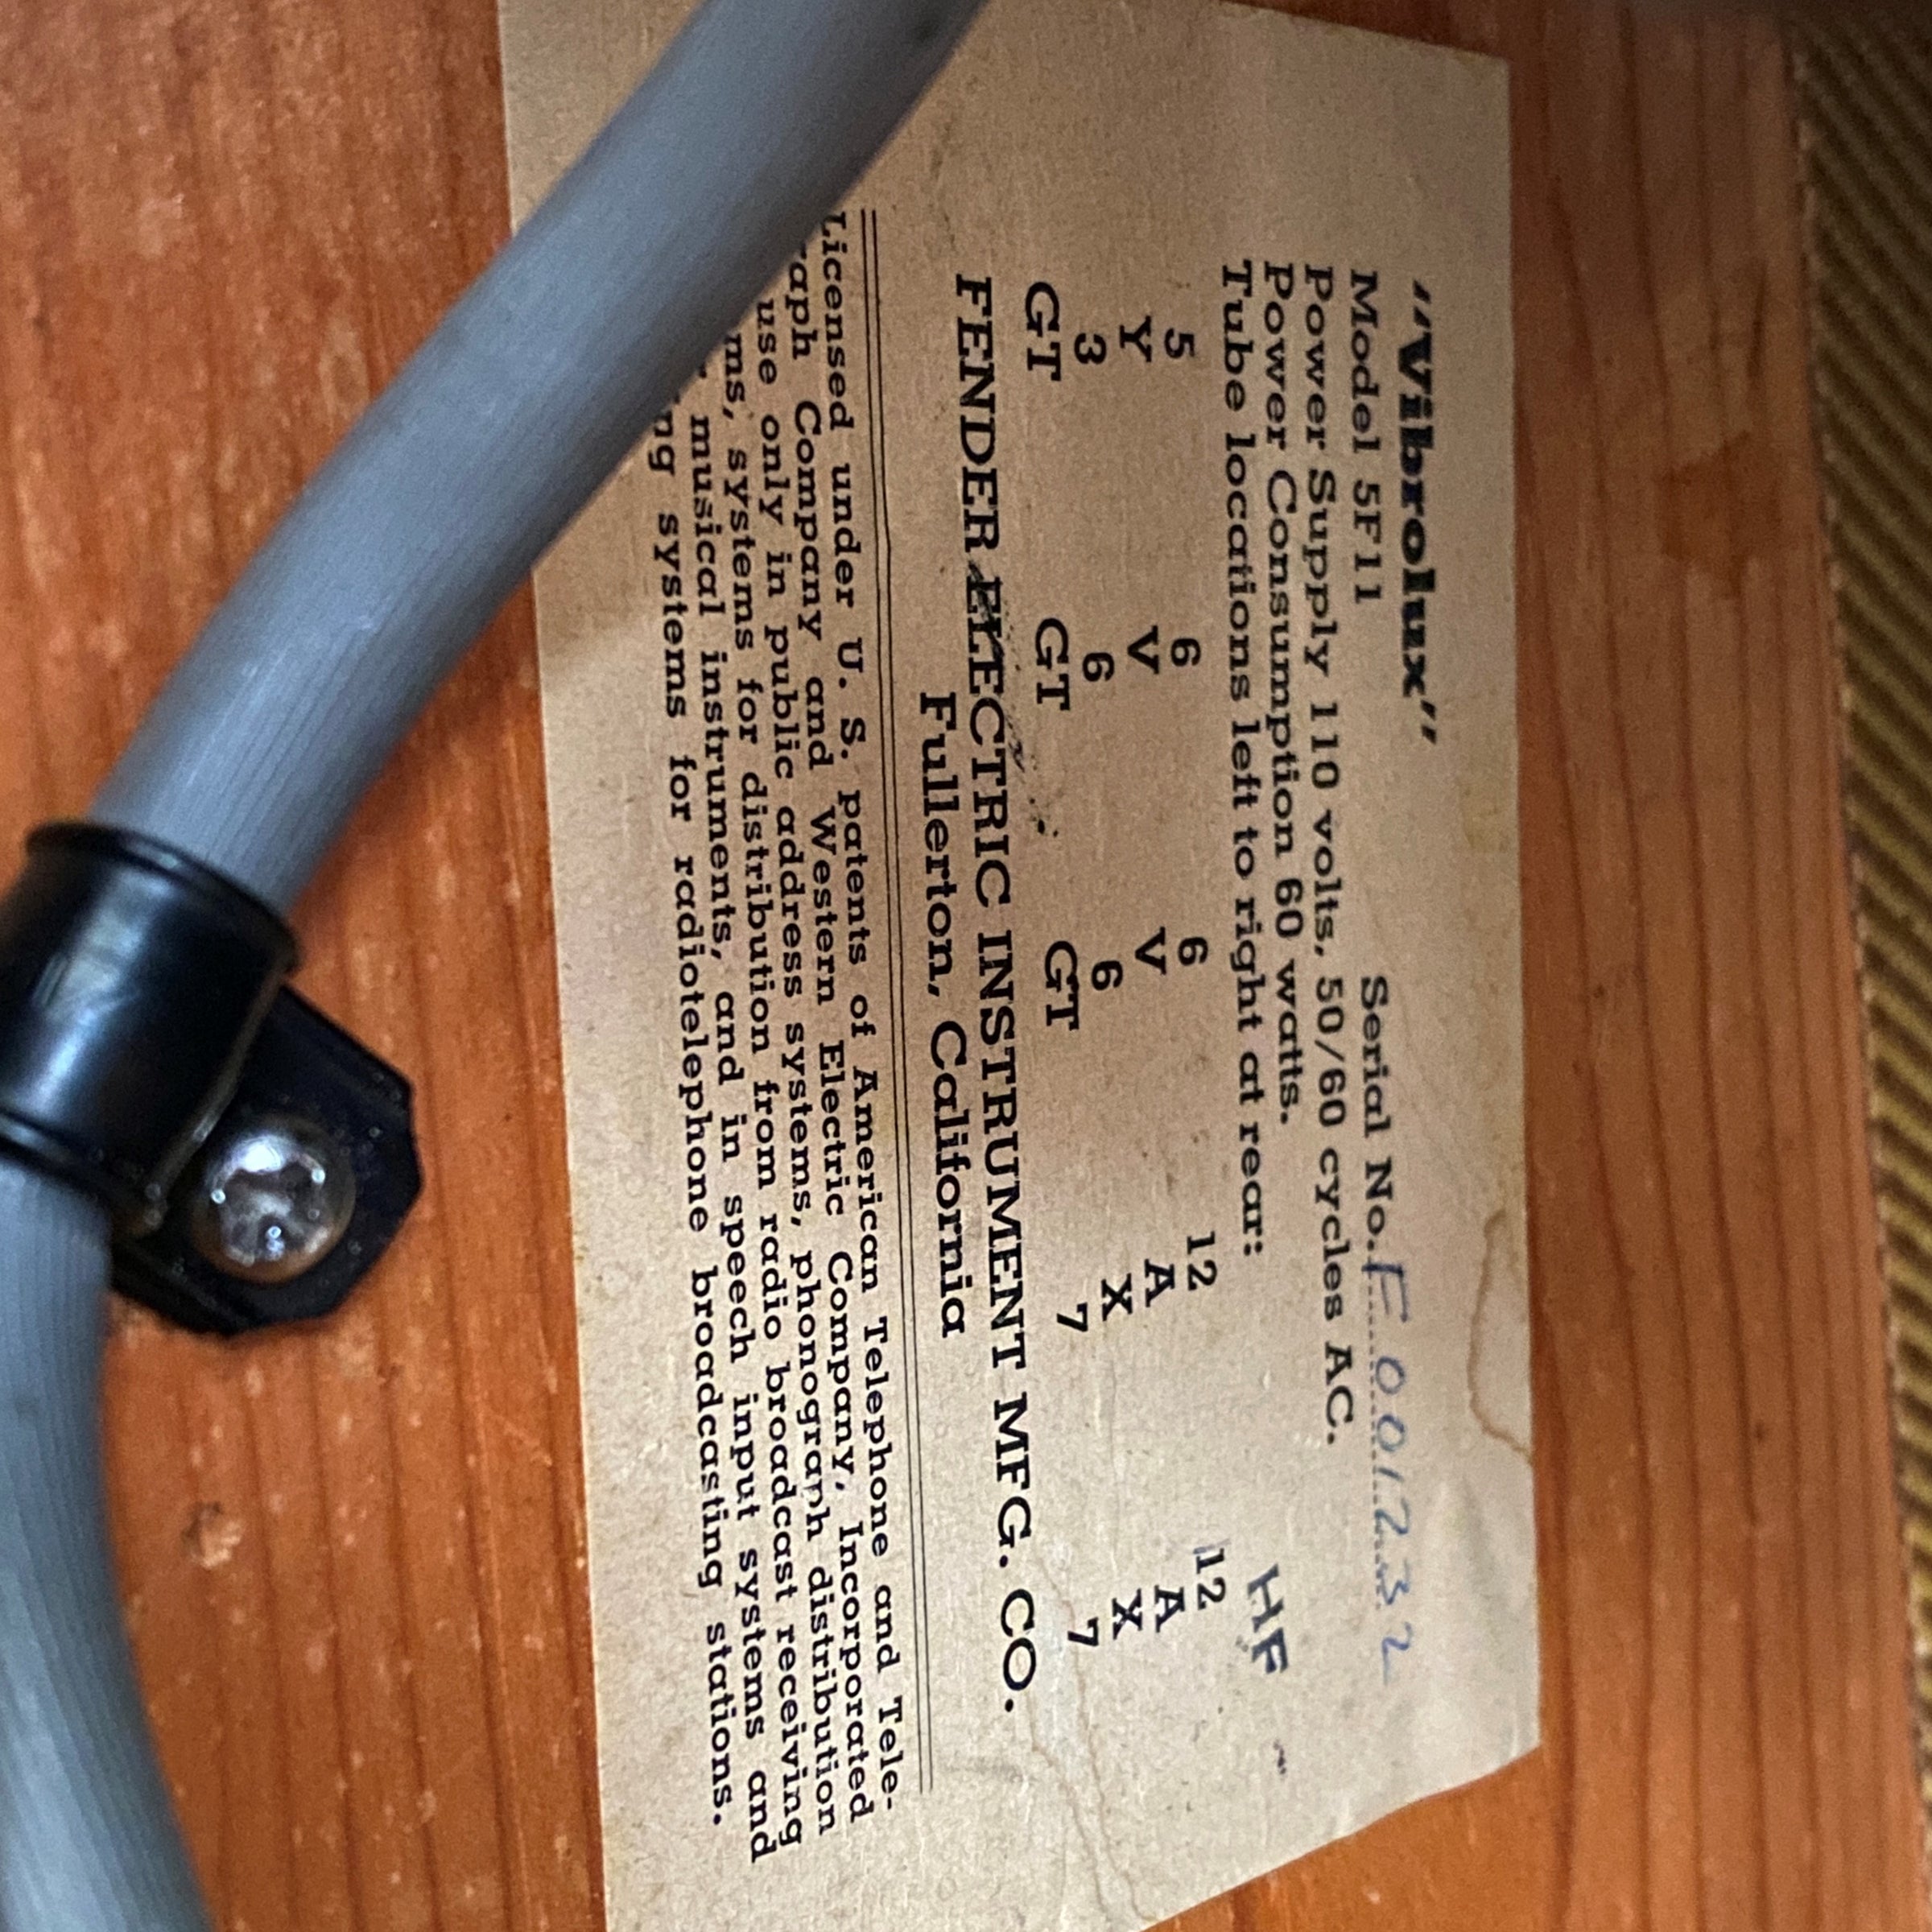 "Vibrolux"
Model 5F11 Serial No. F 001232
Power Supply 110 volts, 50/60 cycles AC.
Power Consumption 60 watts.
Tube locations left to right at rear:
HF
5 6 6 12 12
Y V V A A
3 6 6 X X
GT GT GT 7 7
FENDER ELECTRIC INSTRUMENT MFG. CO.
Fullerton, California
Licensed under U. S. patents of American Telephone and Tele-
raph Company and Western Electric Company, Incorporated
use only in public address systems, phonograph distribution
ms, systems for distribution from radio broadcast receiving
musical instruments, and in speech input systems and
ng systems for radiotelephone broadcasting stations.